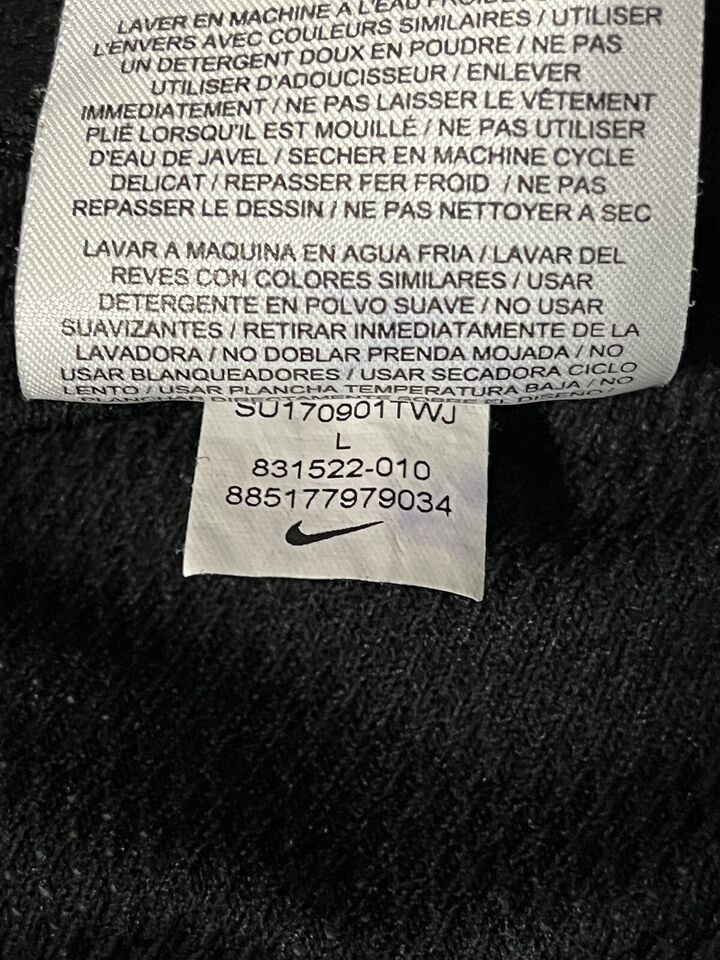 LAVER EN MACHINE A L'EAU FROIDE
L'ENVERS AVEC COULEURS SIMILAIRES / UTILISER
UN DETERGENT DOUX EN POUDRE / NE PAS
UTILISER D'ADOUCISSEUR / ENLEVER
IMMEDIATEMENT / NE PAS LAISSER LE VÊTEMENT
PLIÉ LORSQU'IL EST MOUILLÉ / NE PAS UTILISER
D'EAU DE JAVEL / SECHER EN MACHINE CYCLE
DELICAT / REPASSER FER FROID / NE PAS
REPASSER LE DESSIN / NE PAS NETTOYER A SEC
LAVAR A MAQUINA EN AGUA FRIA / LAVAR DEL
REVES CON COLORES SIMILARES / USAR
DETERGENTE EN POLVO SUAVE / NO USAR
SUAVIZANTES / RETIRAR INMEDIATAMENTE DE LA
LAVADORA / NO DOBLAR PRENDA MOJADA / NO
USAR BLANQUEADORES / USAR SECADORA CICLO
LENTO / USAR PLANCHA TEMPERATURA BAJA / NO
PLANCHAR DIRECTAMENTE SOBRE EL DISEÑO /
SU170901TWJ
L
831522-010
885177979034